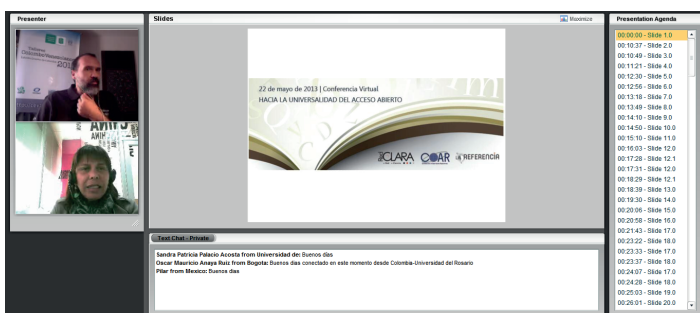 Presenter
Slides
Maximize
Presentation Agenda
22 de mayo de 2013 | Conferencia Virtual
HACIA LA UNIVERSALIDAD DEL ACCESO ABIERTO
CLARA
COAR
REFERENCIA
Text Chat - Private
Sandra Patricia Palacio Acosta from Universidad de: Buenos días
Oscar Mauricio Anaya Ruiz from Bogota: Buenos días conectado en este momento desde Colombia-Universidad del Rosario
Pilar from Mexico: Buenos días
00:00:00 - Slide 1.0
00:10:37 - Slide 2.0
00:10:49 - Slide 3.0
00:11:21 - Slide 4.0
00:12:30 - Slide 5.0
00:12:56 - Slide 6.0
00:13:18 - Slide 7.0
00:13:49 - Slide 8.0
00:14:10 - Slide 9.0
00:14:50 - Slide 10.0
00:15:10 - Slide 11.0
00:16:03 - Slide 12.0
00:17:28 - Slide 12.1
00:17:31 - Slide 12.0
00:18:29 - Slide 12.1
00:18:39 - Slide 13.0
00:19:30 - Slide 14.0
00:20:06 - Slide 15.0
00:20:58 - Slide 16.0
00:21:43 - Slide 17.0
00:23:22 - Slide 18.0
00:23:33 - Slide 17.0
00:23:37 - Slide 18.0
00:24:07 - Slide 17.0
00:24:28 - Slide 18.0
00:25:03 - Slide 19.0
00:26:01 - Slide 20.0